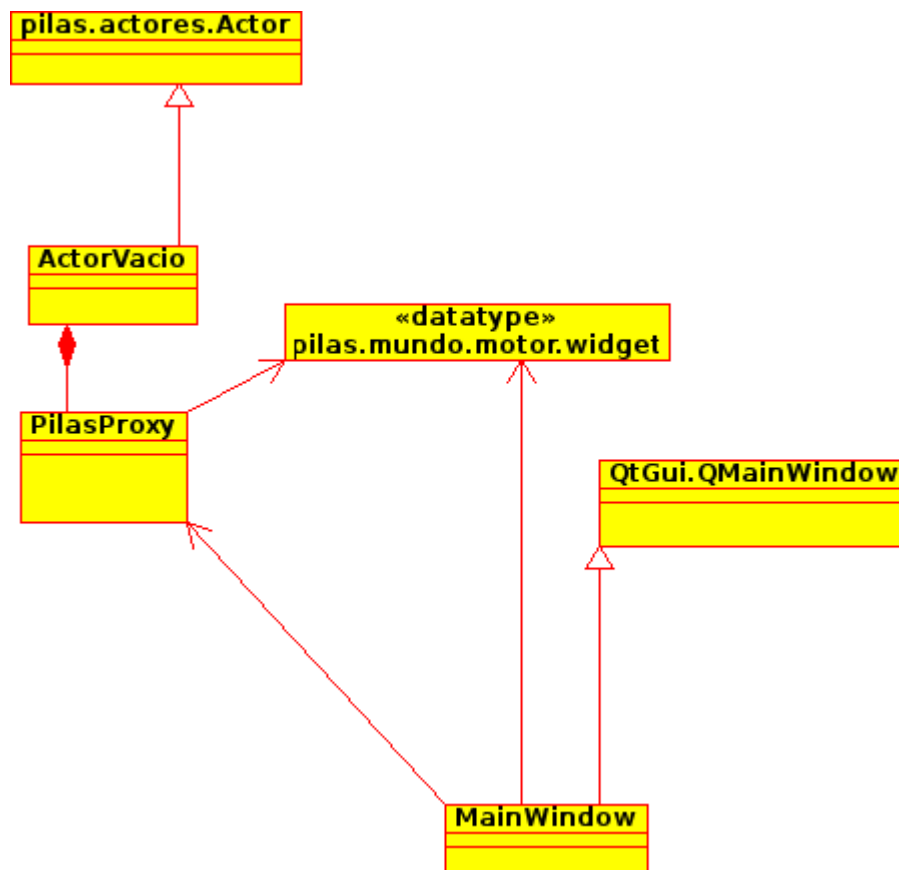 pilas.actores.Actor
ActorVacio
«datatype»
pilas.mundo.motor.widget
PilasProxy
QtGui.QMainWindow
MainWindow